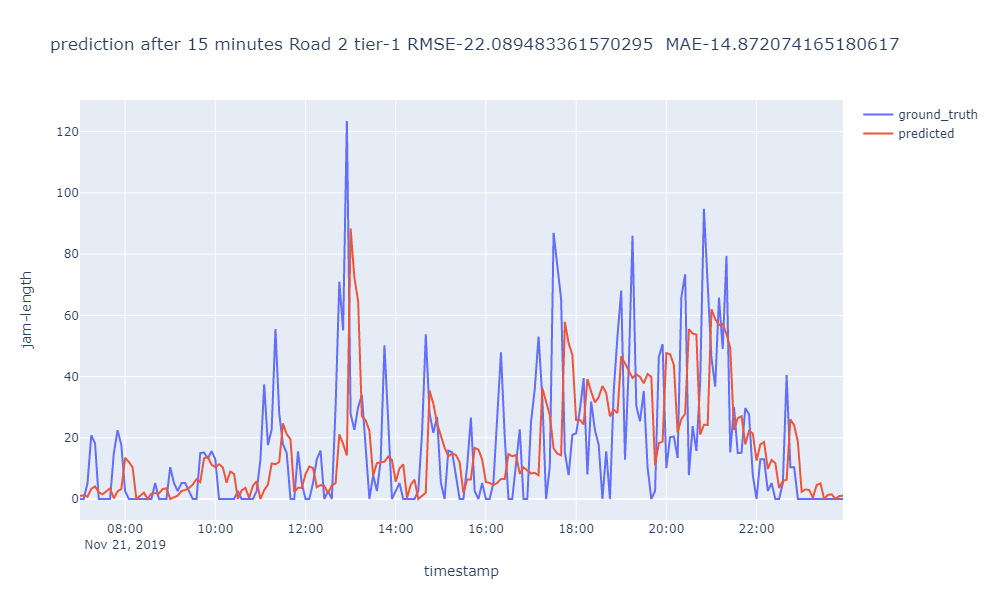 prediction after 15 minutes Road 2 tier-1 RMSE-22.089483361570295  MAE-14.872074165180617
ground_truth
predicted
jam-length
120
100
80
60
40
20
0
08:00 10:00 12:00 14:00 16:00 18:00 20:00 22:00
Nov 21, 2019
timestamp